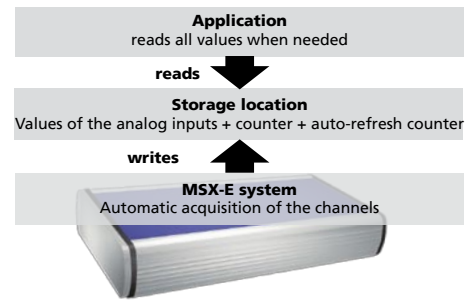 Application
reads all values when needed
reads
Storage location
Values of the analog inputs + counter + auto-refresh counter
writes
MSX-E system
Automatic acquisition of the channels